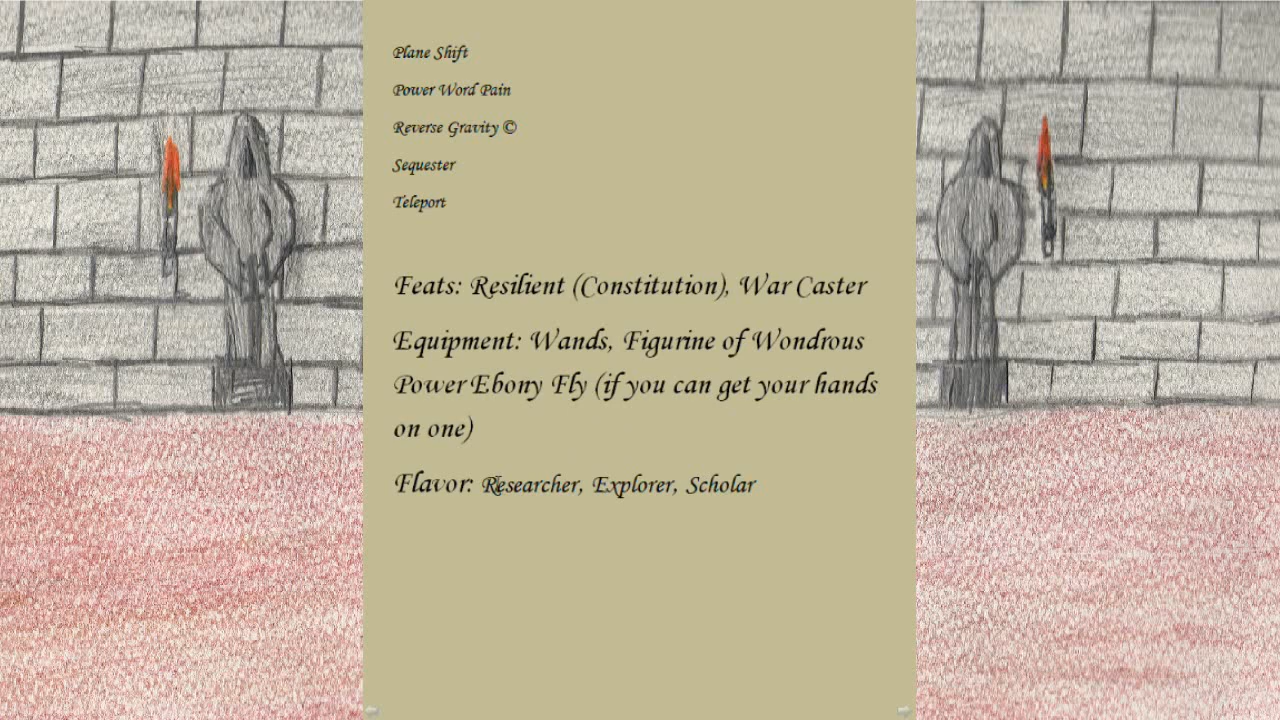 Plane Shift
Power Word Pain
Reverse Gravity ©
Sequester
Teleport
Feats: Resilient (Constitution), War Caster
Equipment: Wands, Figurine of Wondrous
Power Ebony Fly (if you can get your hands
on one)
Flavor: Researcher, Explorer, Scholar